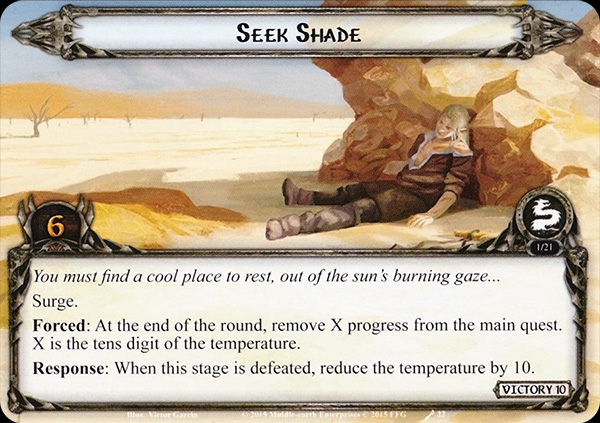 SEEK SHADE
6
1/21
You must find a cool place to rest, out of the sun's burning gaze...
Surge.
Forced: At the end of the round, remove X progress from the main quest.
X is the tens digit of the temperature.
Response: When this stage is defeated, reduce the temperature by 10.
VICTORY 10
Illus. Victor Garcia © 2015 Middle-earth Enterprises © 2015 FFG 22